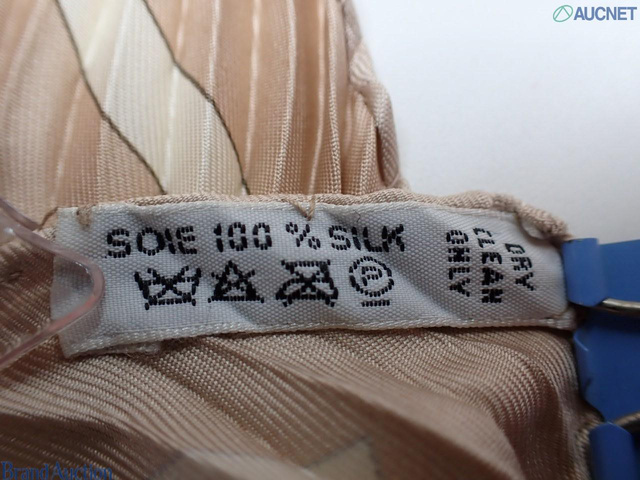 AUCNET
SOIE 100 % SILK
DRY
CLEAN
ONLY
P
Brand Auction